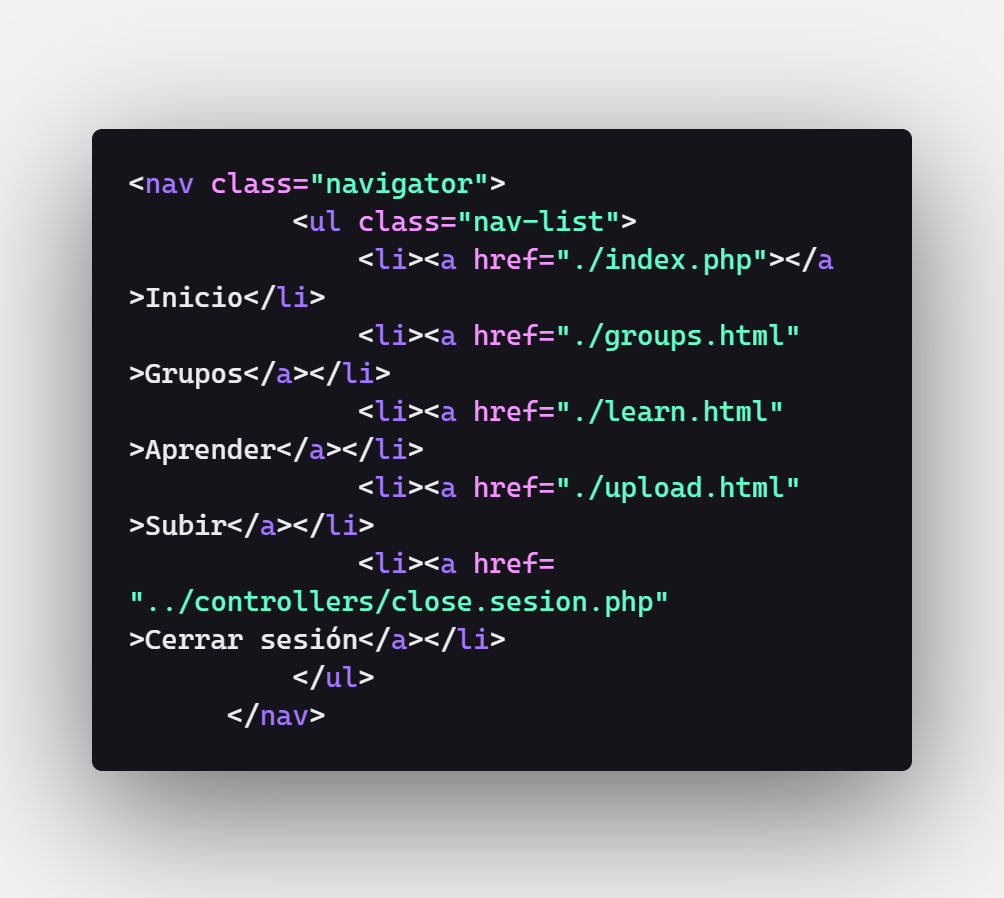 <nav class="navigator">
<ul class="nav-list">
<li><a href="./index.php"></a
>Inicio</li>
<li><a href="./groups.html"
>Grupos</a></li>
<li><a href="./learn.html"
>Aprender</a></li>
<li><a href="./upload.html"
>Subir</a></li>
<li><a href=
"../controllers/close.sesion.php"
>Cerrar sesión</a></li>
</ul>
</nav>